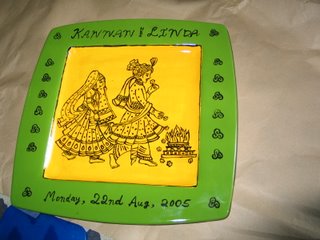 KANNAN & LINDA
Monday, 22nd Aug, 2005